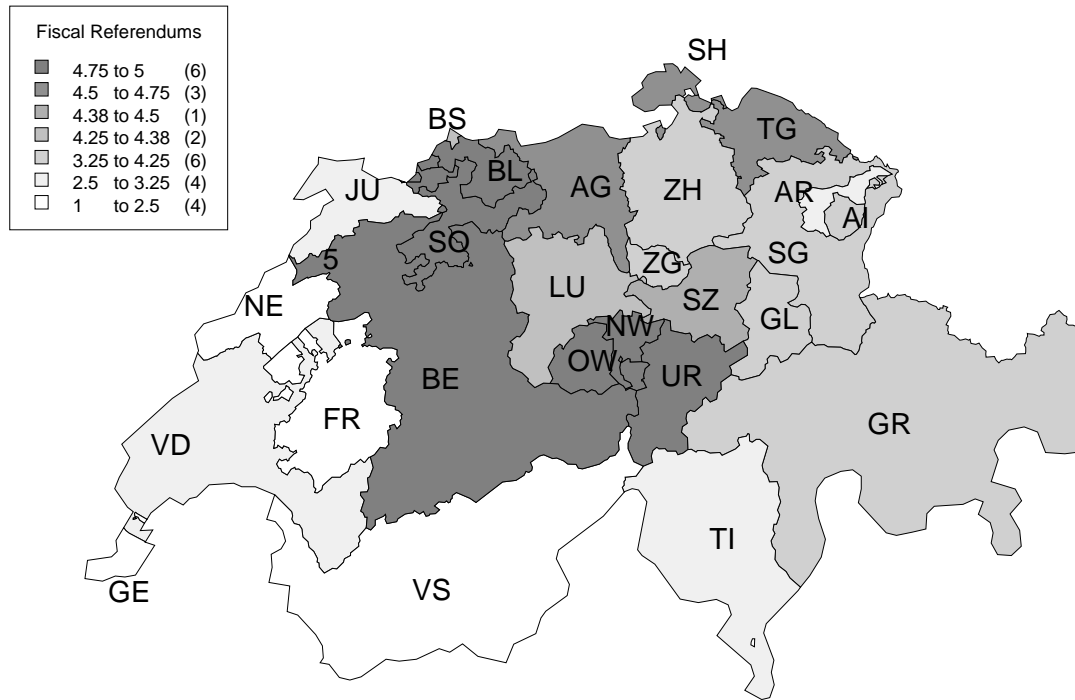 Fiscal Referendums
4.75 to 5 (6)
4.5 to 4.75 (3)
4.38 to 4.5 (1)
4.25 to 4.38 (2)
3.25 to 4.25 (6)
2.5 to 3.25 (4)
1 to 2.5 (4)
SH
BS
TG
BL
JU
AG
ZH
AR
AI
SO
5
ZG
SG
LU
NE
SZ
GL
NW
OW
BE
UR
FR
GR
VD
TI
GE
VS